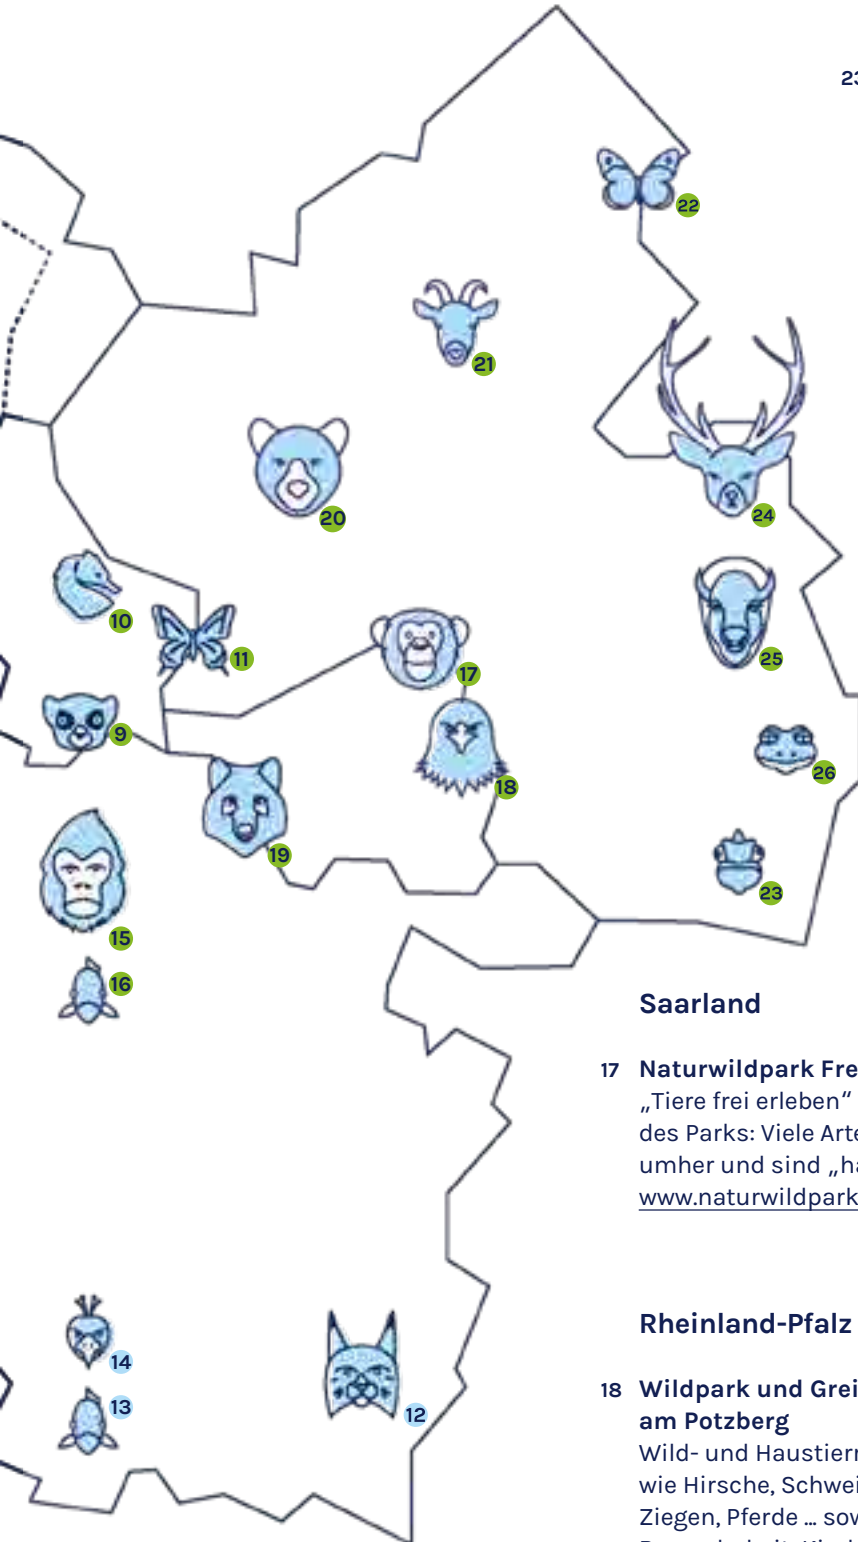 23
22
21
20
24
10
11
25
17
9
18
26
19
23
15
16
Saarland
17 Naturwildpark Fre
„Tiere frei erleben“
des Parks: Viele Arte
umher und sind „ha
www.naturwildpark
Rheinland-Pfalz
14
18 Wildpark und Grei
13
12
am Potzberg
Wild- und Haustierr
wie Hirsche, Schwei
Ziegen, Pferde ... sow